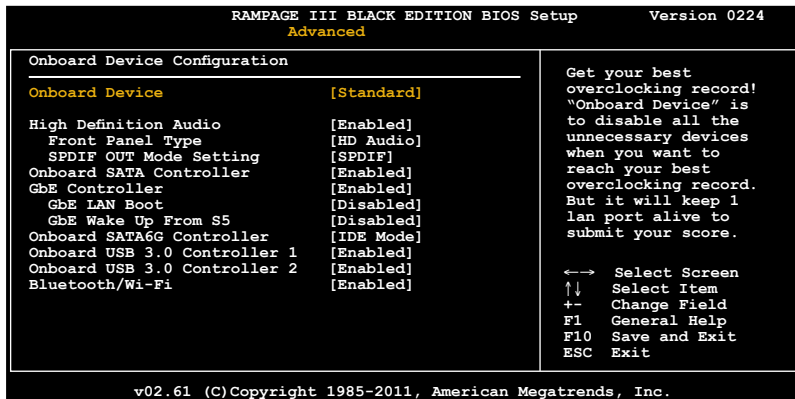 RAMPAGE III BLACK EDITION BIOS Setup Version 0224
Advanced
Onboard Device Configuration
Onboard Device [Standard]
High Definition Audio [Enabled]
Front Panel Type [HD Audio]
SPDIF OUT Mode Setting [SPDIF]
Onboard SATA Controller [Enabled]
GbE Controller [Enabled]
GbE LAN Boot [Disabled]
GbE Wake Up From S5 [Disabled]
Onboard SATA6G Controller [IDE Mode]
Onboard USB 3.0 Controller 1 [Enabled]
Onboard USB 3.0 Controller 2 [Enabled]
Bluetooth/Wi-Fi [Enabled]
Get your best
overclocking record!
“Onboard Device” is
to disable all the
unnecessary devices
when you want to
reach your best
overclocking record.
But it will keep 1
lan port alive to
submit your score.
←→ Select Screen
↑↓ Select Item
+- Change Field
F1 General Help
F10 Save and Exit
ESC Exit
v02.61 (C)Copyright 1985-2011, American Megatrends, Inc.